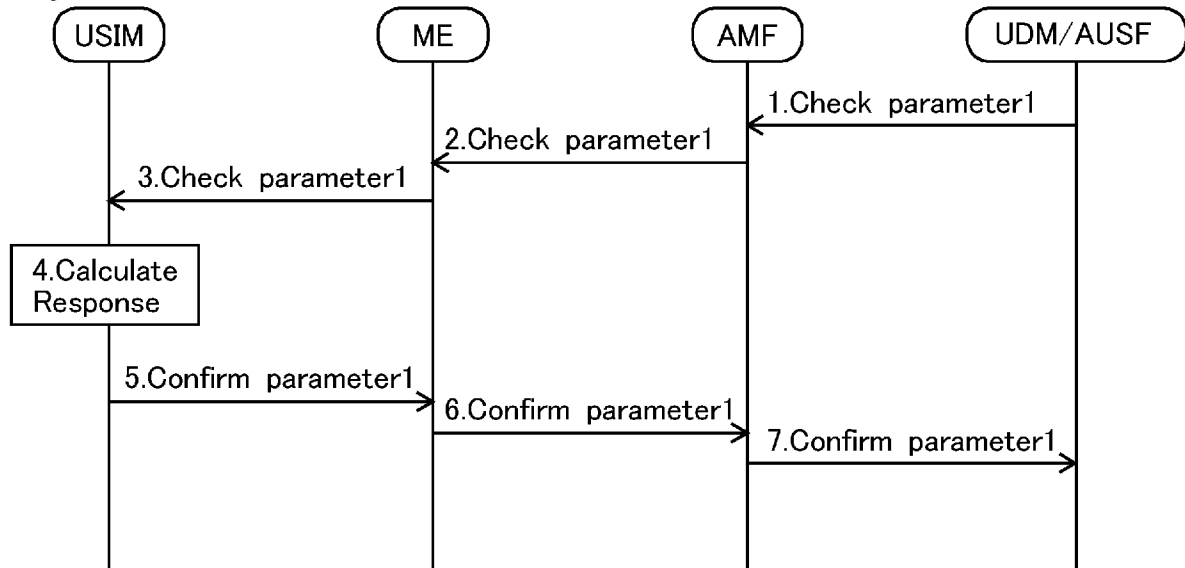 USIM
ME
AMF
UDM/AUSF
1.Check parameter1
2.Check parameter1
3.Check parameter1
4.Calculate
Response
5.Confirm parameter1
6.Confirm parameter1
7.Confirm parameter1